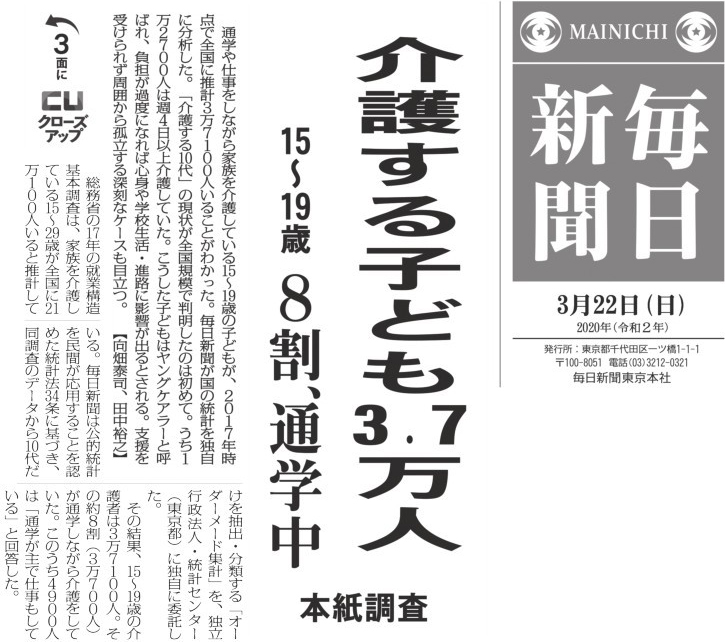 MAINICHI
毎日
新聞
3月22日(日)
2020年(令和2年)
発行所:東京都千代田区一ツ橋1-1-1
〒100-8051 電話(03)3212-0321
毎日新聞東京本社
介護する子ども3.7万人
15〜19歳 8割、通学中
本紙調査
通学や仕事をしながら家族を介護している15〜19歳の子どもが、2017年時
点で全国に推計3万7100人いることがわかった。毎日新聞が国の統計を独自
に分析した。「介護する10代」の現状が全国規模で判明したのは初めて。うち1
万2700人は週4日以上介護していた。こうした子どもはヤングケアラーと呼
ばれ、負担が過度になれば心身や学校生活・進路に影響が出るとされる。支援を
受けられず周囲から孤立する深刻なケースも目立つ。【向畑泰司、田中裕之】
3面に
CU
クローズ
アップ
総務省の17年の就業構造
基本調査は、家族を介護し
ている15〜29歳が全国に21
万100人いると推計して
いる。毎日新聞は公的統計
を民間が応用することを認
めた統計法34条に基づき、
同調査のデータから10代だ
けを抽出・分類する「オー
ダーメード集計」を、独立
行政法人・統計センター
(東京都)に独自に委託し
た。
その結果、15〜19歳の介
護者は3万7100人。そ
の約8割(3万700人)
が通学しながら介護をして
いた。このうち4900人
は「通学が主で仕事もして
いる」と回答した。